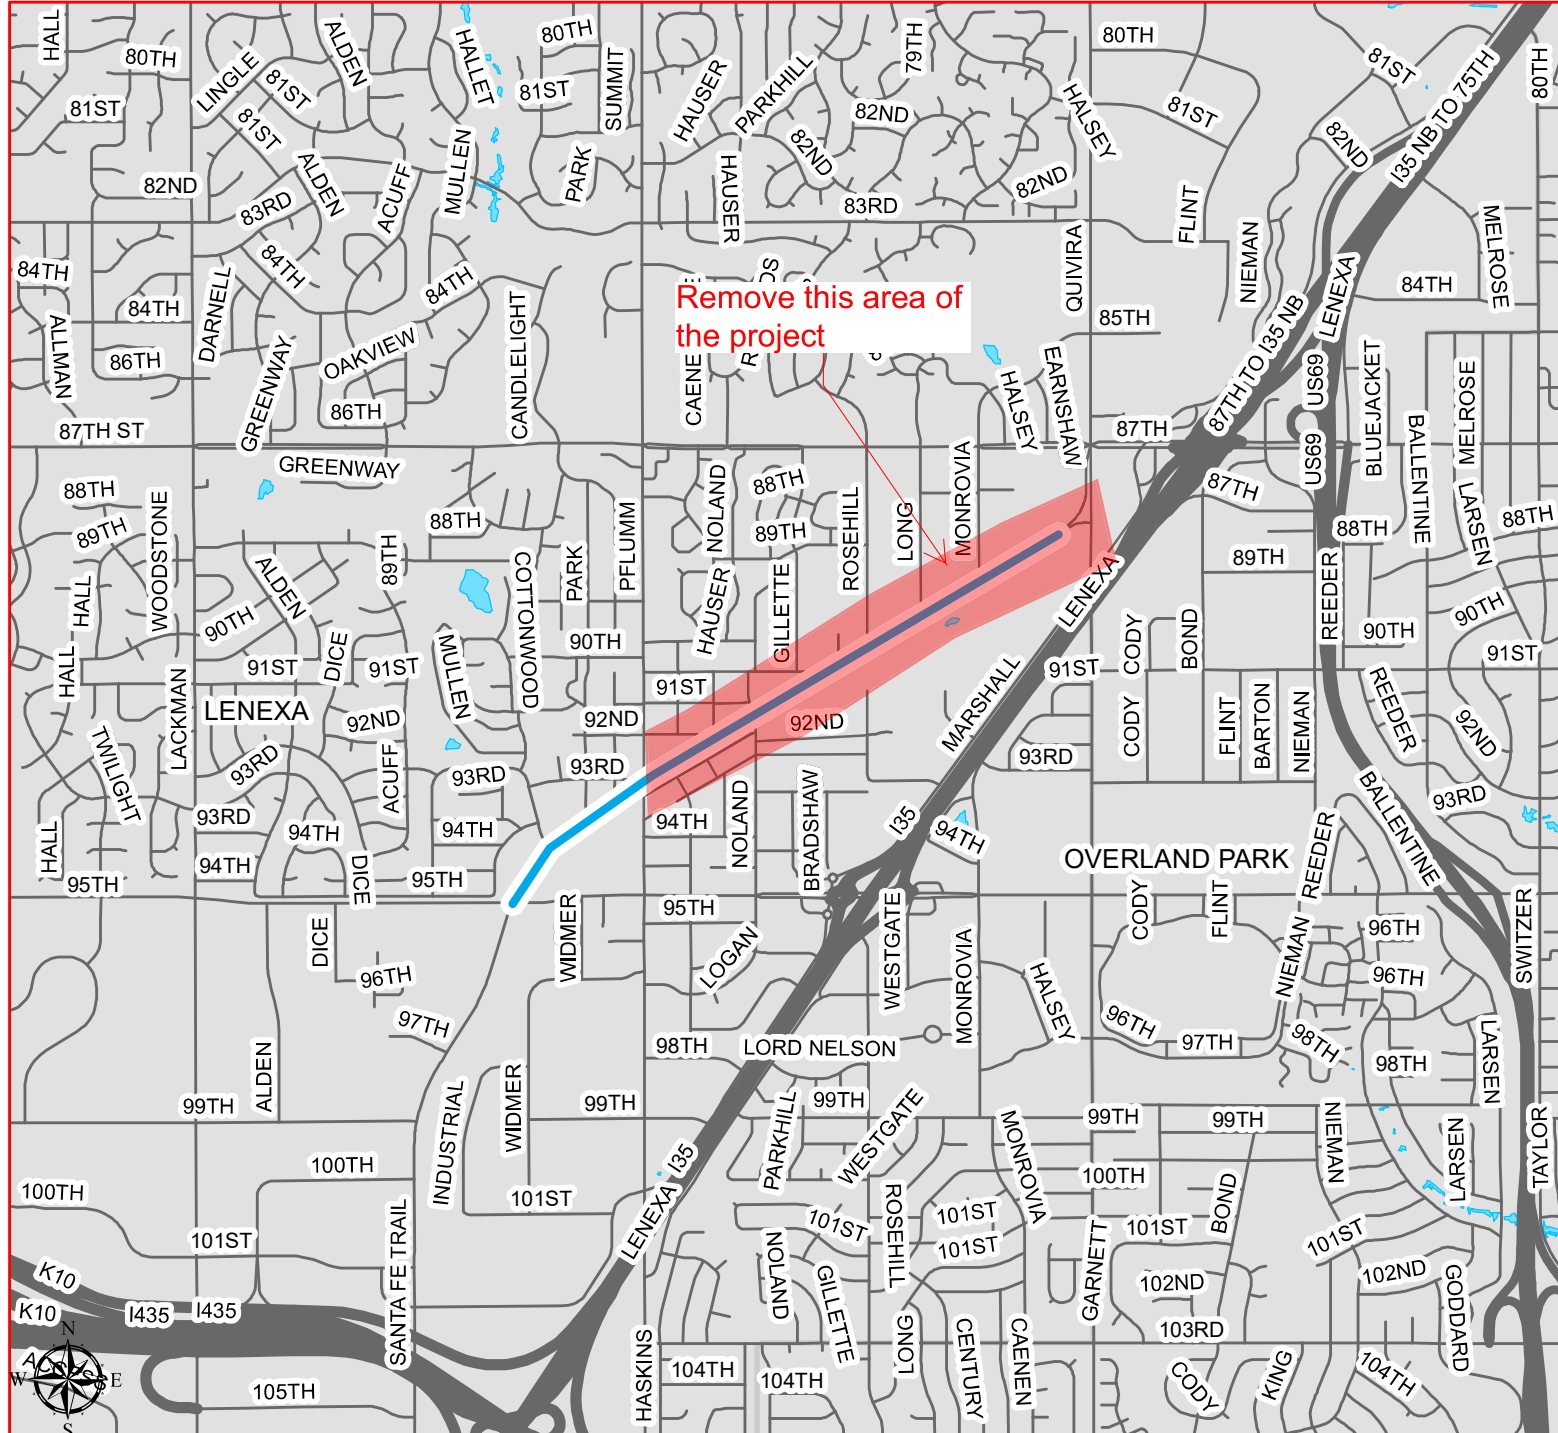 HALL
80TH
LINGLE
ALDEN
HALLET
80TH
SUMMIT
HAUSER
PARKHILL
79TH
80TH
81ST
I35 NB TO 75TH
80TH
81ST
81ST
81ST
81ST
82ND
HALSEY
81ST
82ND
82ND
ALDEN
ACUFF
MULLEN
PARK
HAUSER
82ND
82ND
83RD
83RD
FLINT
NIEMAN
MELROSE
84TH
84TH
84TH
QUIVIRA
LENEXA
84TH
DARNELL
84TH
CANDLELIGHT
Remove this area of
the project
85TH
87TH TO I35 NB
ALLMAN
86TH
GREENWAY
OAKVIEW
86TH
HALSEY
EARNSHAW
US69
BLUEJACKET
MELROSE
BALLENTINE
87TH ST
87TH
GREENWAY
US69
88TH
WOODSTONE
88TH
NOLAND
88TH
ROSEHILL
LONG
MONROVIA
87TH
LARSEN
88TH
88TH
89TH
89TH
89TH
89TH
HALL
ALDEN
COTTONWOOD
PARK
PFLUMM
HAUSER
GILLETTE
LENEXA
CODY
BOND
REEDER
90TH
90TH
90TH
90TH
HALL
91ST
DICE
91ST
MULLEN
91ST
91ST
91ST
LACKMAN
LENEXA
92ND
92ND
92ND
MARSHALL
CODY
FLINT
BARTON
NIEMAN
REEDER
92ND
TWILIGHT
93RD
ACUFF
93RD
93RD
93RD
BALLENTINE
93RD
HALL
93RD
94TH
94TH
94TH
NOLAND
BRADSHAW
I35
94TH
REEDER
94TH
DICE
95TH
95TH
OVERLAND PARK
95TH
WIDMER
WESTGATE
CODY
FLINT
NIEMAN
SWITZER
DICE
96TH
LOGAN
MONROVIA
HALSEY
96TH
96TH
97TH
96TH
97TH
98TH
98TH
LARSEN
98TH
LORD NELSON
ALDEN
99TH
INDUSTRIAL
WIDMER
99TH
PARKHILL
99TH
WESTGATE
MONROVIA
99TH
99TH
NIEMAN
LARSEN
TAYLOR
100TH
100TH
101ST
I35
LENEXA
ROSEHILL
100TH
BOND
101ST
SANTA FE TRAIL
101ST
101ST
101ST
101ST
101ST
GARNETT
K10
NOLAND
GILLETTE
102ND
102ND
GODDARD
K10
I435
I435
HASKINS
LONG
CENTURY
CAENEN
103RD
N
W
E
S
105TH
104TH
104TH
CODY
KING
104TH